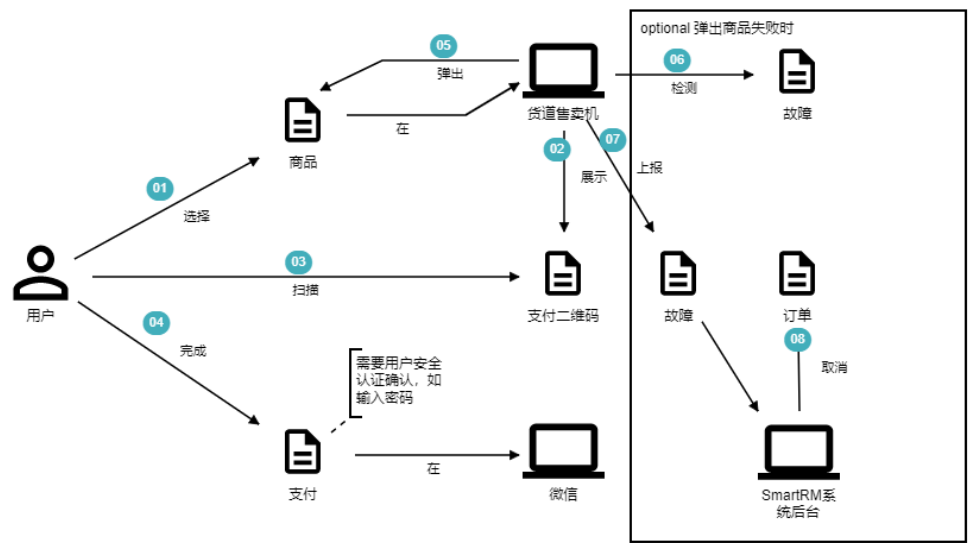 optional 弹出商品失败时
05
弹出
06
检测
货道售卖机
故障
在
商品
02
07
展示
上报
01
选择
03
扫描
用户
支付二维码
故障
订单
04
完成
08
取消
需要用户安全
认证确认，如
输入密码
支付
在
微信
SmartRM系
统后台